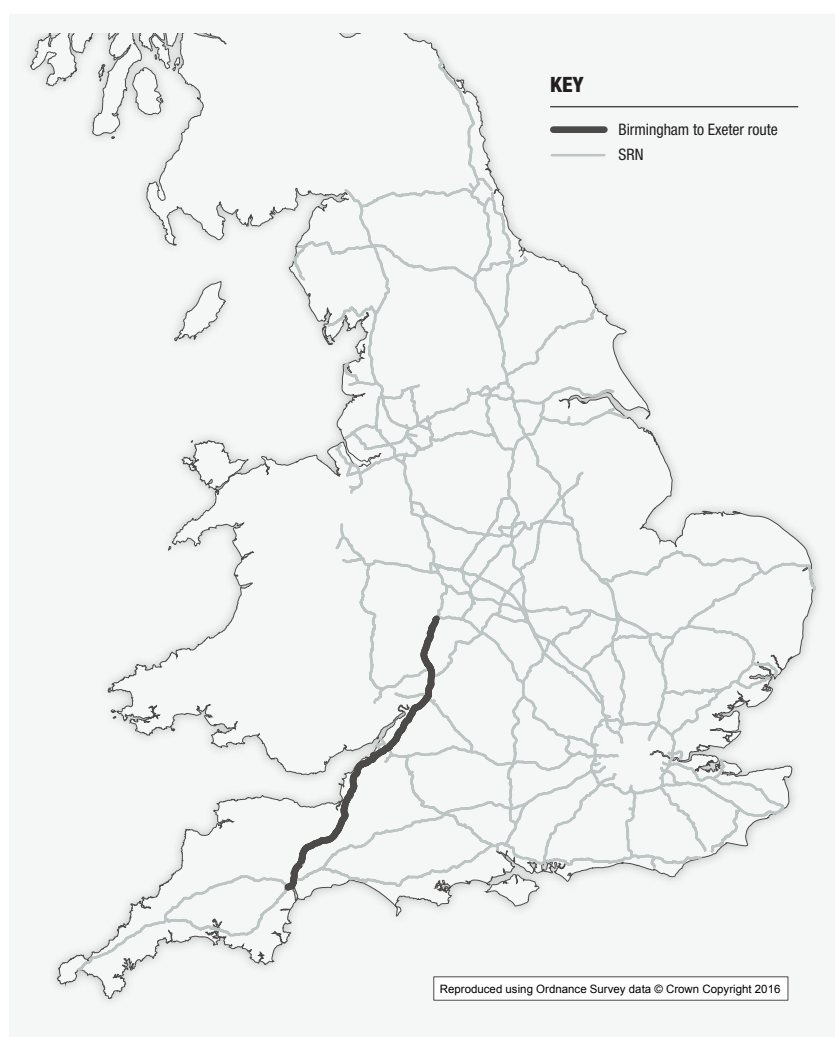 KEY
Birmingham to Exeter route
SRN
Reproduced using Ordnance Survey data © Crown Copyright 2016